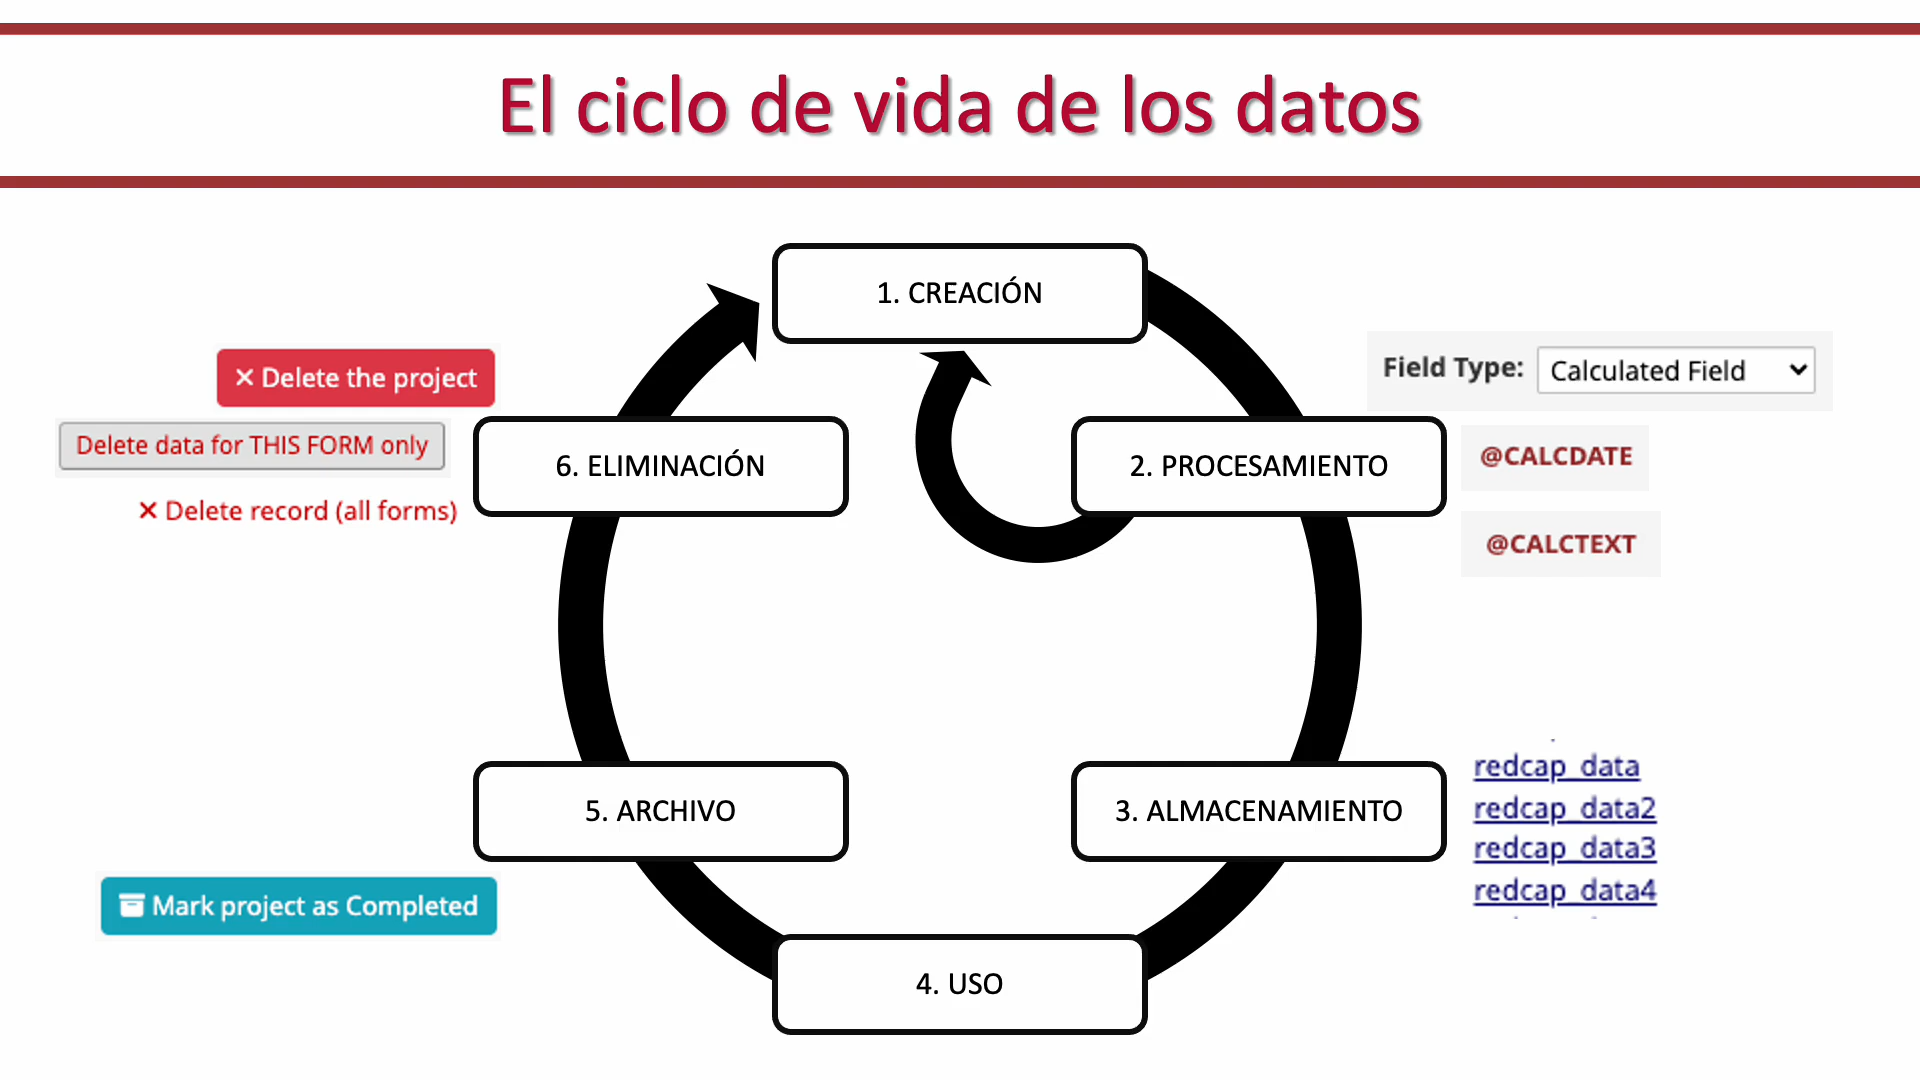 El ciclo de vida de los datos
1. CREACIÓN
Field Type: Calculated Field
Delete the project
Delete data for THIS FORM only
6. ELIMINACIÓN
2. PROCESAMIENTO
@CALCDATE
Delete record (all forms)
@CALCTEXT
redcap_data
redcap_data2
redcap_data3
redcap_data4
5. ARCHIVO
3. ALMACENAMIENTO
Mark project as Completed
4. USO